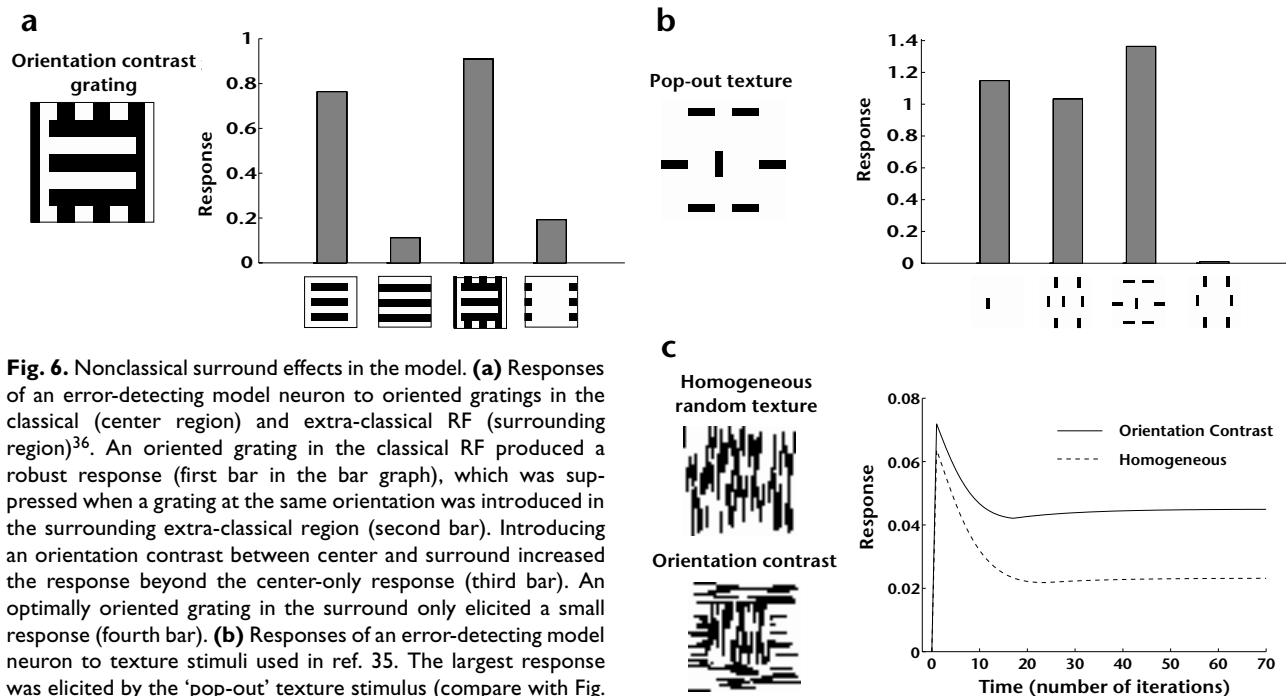 a
Orientation contrast
grating
Response
1
0.8
0.6
0.4
0.2
0
b
Pop-out texture
Response
1.4
1.2
1
0.8
0.6
0.4
0.2
0
Fig. 6. Nonclassical surround effects in the model. (a) Responses
of an error-detecting model neuron to oriented gratings in the
classical (center region) and extra-classical RF (surrounding
region)36. An oriented grating in the classical RF produced a
robust response (first bar in the bar graph), which was sup-
pressed when a grating at the same orientation was introduced in
the surrounding extra-classical region (second bar). Introducing
an orientation contrast between center and surround increased
the response beyond the center-only response (third bar). An
optimally oriented grating in the surround only elicited a small
response (fourth bar). (b) Responses of an error-detecting model
neuron to texture stimuli used in ref. 35. The largest response
was elicited by the ‘pop-out’ texture stimulus (compare with Fig.
c
Homogeneous
random texture
Orientation contrast
Response
0.08
0.06
0.04
0.02
0
Orientation Contrast
Homogeneous
0 10 20 30 40 50 60 70
Time (number of iterations)